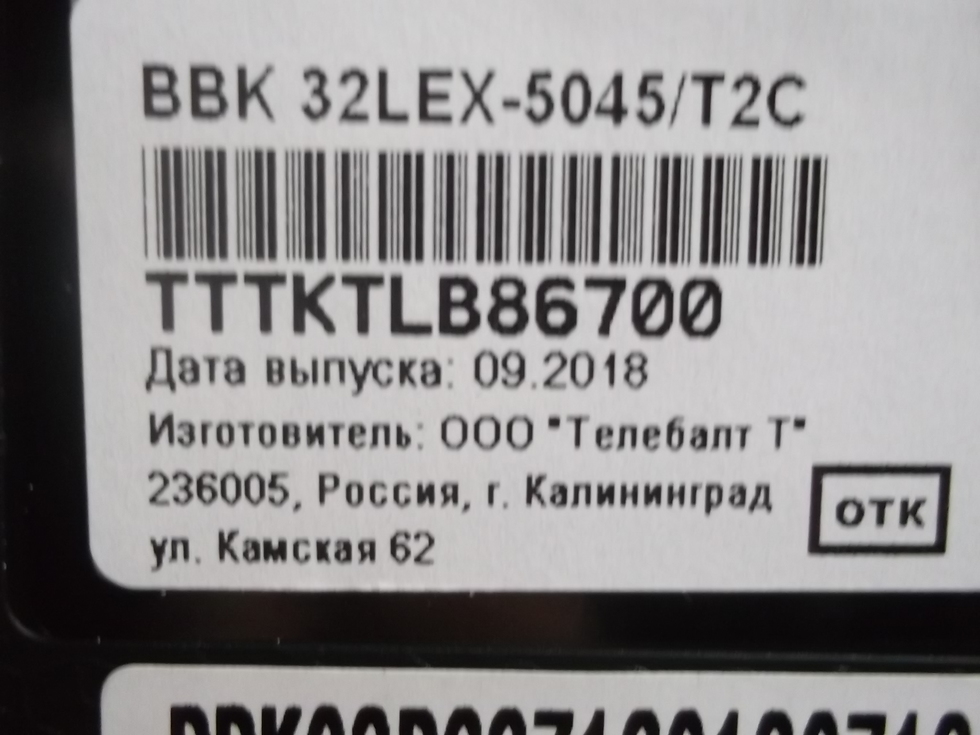 BBK 32LEX-5045/T2C
TTTKTLB86700
Дата выпуска: 09.2018
Изготовитель: ООО "Телебалт Т"
236005, Россия, г. Калининград
ул. Камская 62
ОТК